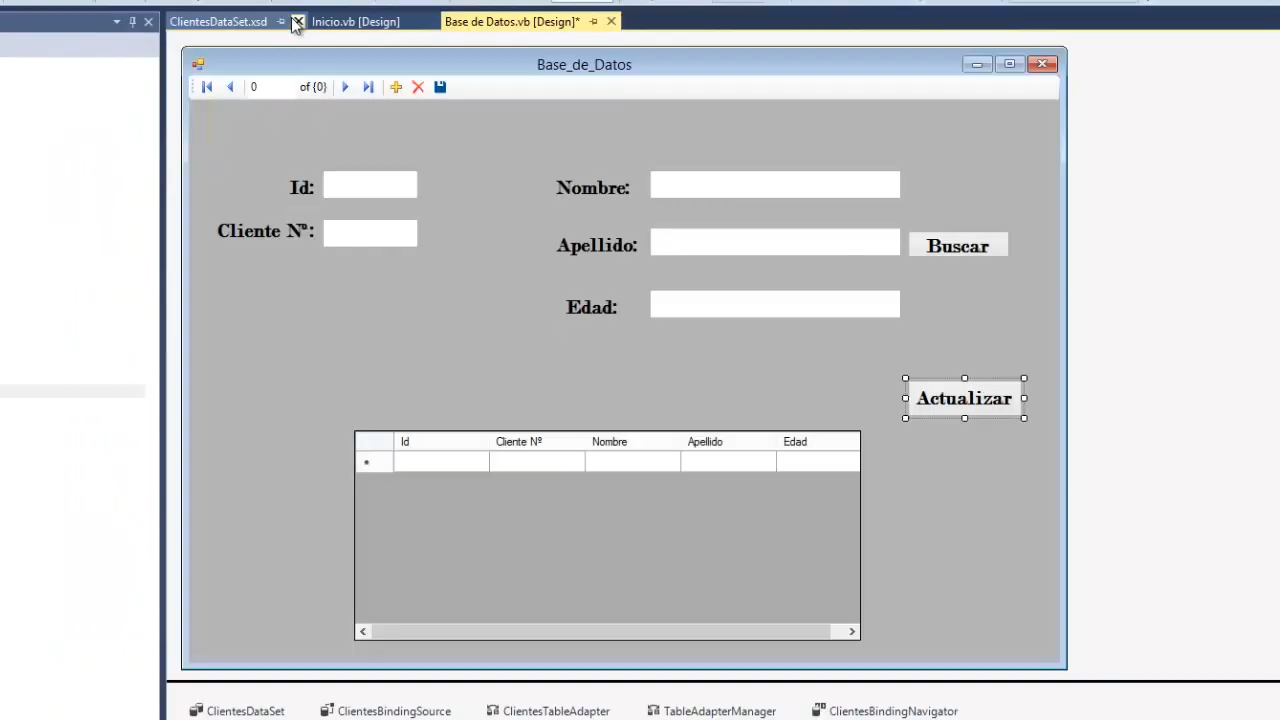 ClientesDataSet.xsd Inicio.vb [Design] Base de Datos.vb [Design]*
Base_de_Datos
0 of {0}
Id: Nombre:
Cliente Nº: Apellido: Buscar
Edad:
Actualizar
Id Cliente Nº Nombre Apellido Edad
ClientesDataSet ClientesBindingSource ClientesTableAdapter TableAdapterManager ClientesBindingNavigator